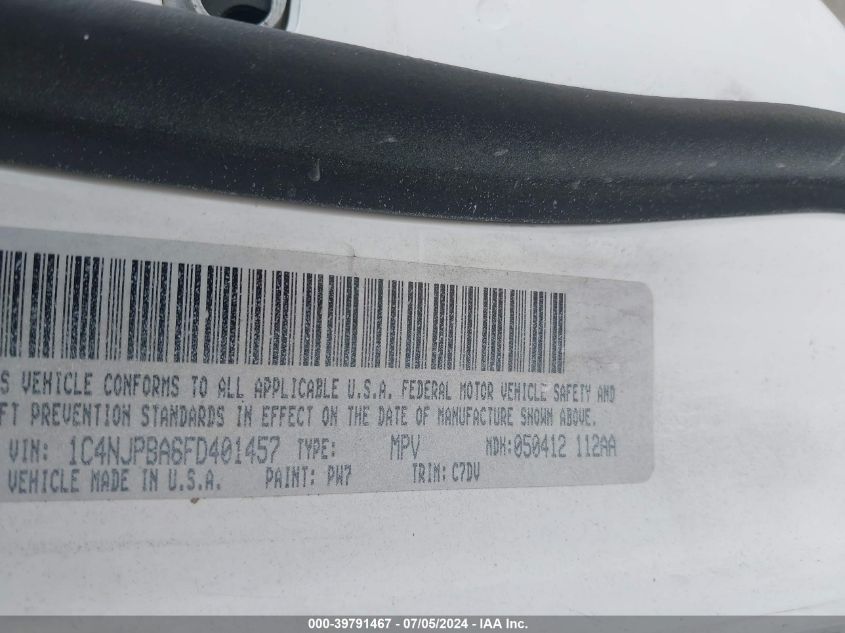 S VEHICLE CONFORMS TO ALL APPLICABLE U.S.A. FEDERAL MOTOR VEHICLE SAFETY AND
FT PREVENTION STANDARDS IN EFFECT ON THE DATE OF MANUFACTURE SHOWN ABOVE.
VIN: 1C4NJPBA6FD401457 TYPE: MPV MDH:050412 112AA
VEHICLE MADE IN U.S.A. PAINT: PW7 TRIM: C7DV
000-39791467 - 07/05/2024 - IAA Inc.